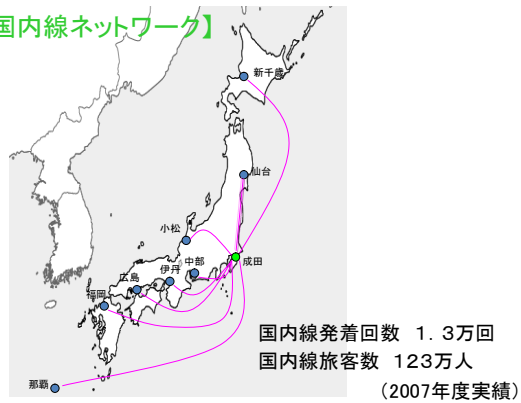 国内線ネットワーク】
新千歳
仙台
小松
成田
中部
伊丹
広島
福岡
那覇
国内線発着回数 1.3万回
国内線旅客数 123万人
(2007年度実績)